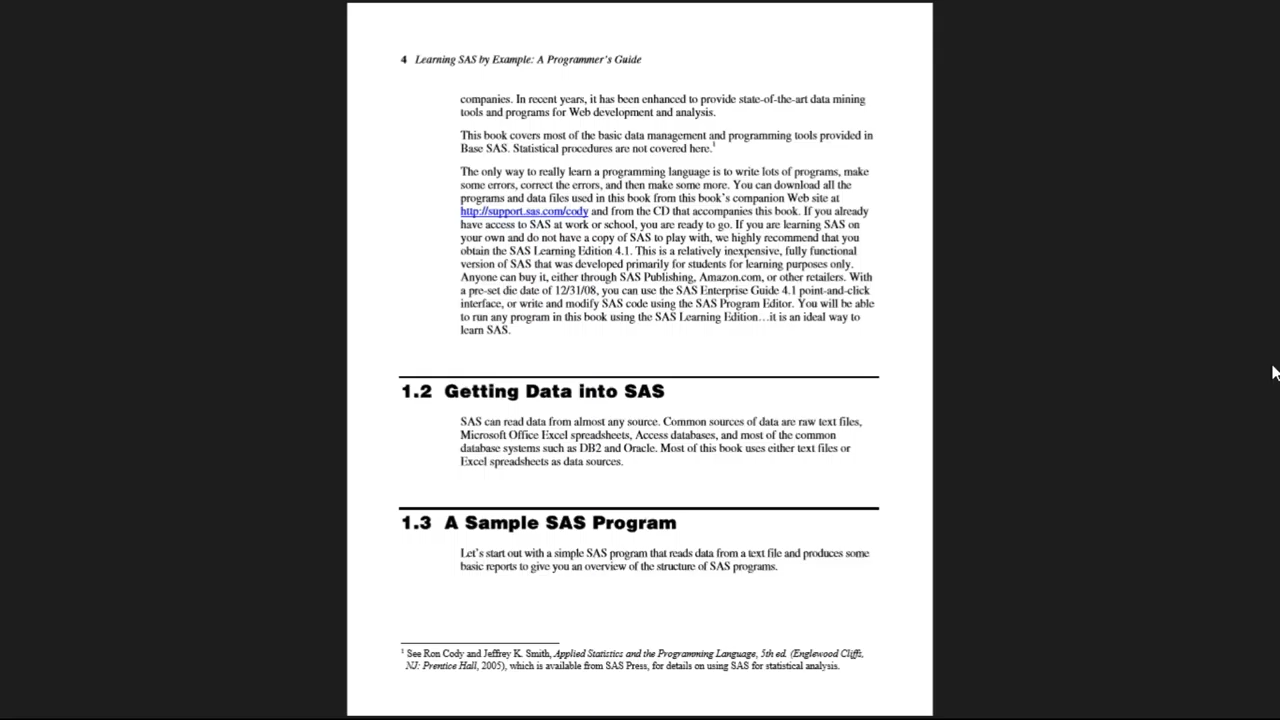 4 Learning SAS by Example: A Programmer's Guide
companies. In recent years, it has been enhanced to provide state-of-the-art data mining
tools and programs for Web development and analysis.
This book covers most of the basic data management and programming tools provided in
Base SAS. Statistical procedures are not covered here.1
The only way to really learn a programming language is to write lots of programs, make
some errors, correct the errors, and then make some more. You can download all the
programs and data files used in this book from this book's companion Web site at
http://support.sas.com/cody and from the CD that accompanies this book. If you already
have access to SAS at work or school, you are ready to go. If you are learning SAS on
your own and do not have a copy of SAS to play with, we highly recommend that you
obtain the SAS Learning Edition 4.1. This is a relatively inexpensive, fully functional
version of SAS that was developed primarily for students for learning purposes only.
Anyone can buy it, either through SAS Publishing, Amazon.com, or other retailers. With
a pre-set die date of 12/31/08, you can use the SAS Enterprise Guide 4.1 point-and-click
interface, or write and modify SAS code using the SAS Program Editor. You will be able
to run any program in this book using the SAS Learning Edition…it is an ideal way to
learn SAS.
1.2 Getting Data into SAS
SAS can read data from almost any source. Common sources of data are raw text files,
Microsoft Office Excel spreadsheets, Access databases, and most of the common
database systems such as DB2 and Oracle. Most of this book uses either text files or
Excel spreadsheets as data sources.
1.3 A Sample SAS Program
Let's start out with a simple SAS program that reads data from a text file and produces some
basic reports to give you an overview of the structure of SAS programs.
1 See Ron Cody and Jeffrey K. Smith, Applied Statistics and the Programming Language, 5th ed. (Englewood Cliffs,
NJ: Prentice Hall, 2005), which is available from SAS Press, for details on using SAS for statistical analysis.